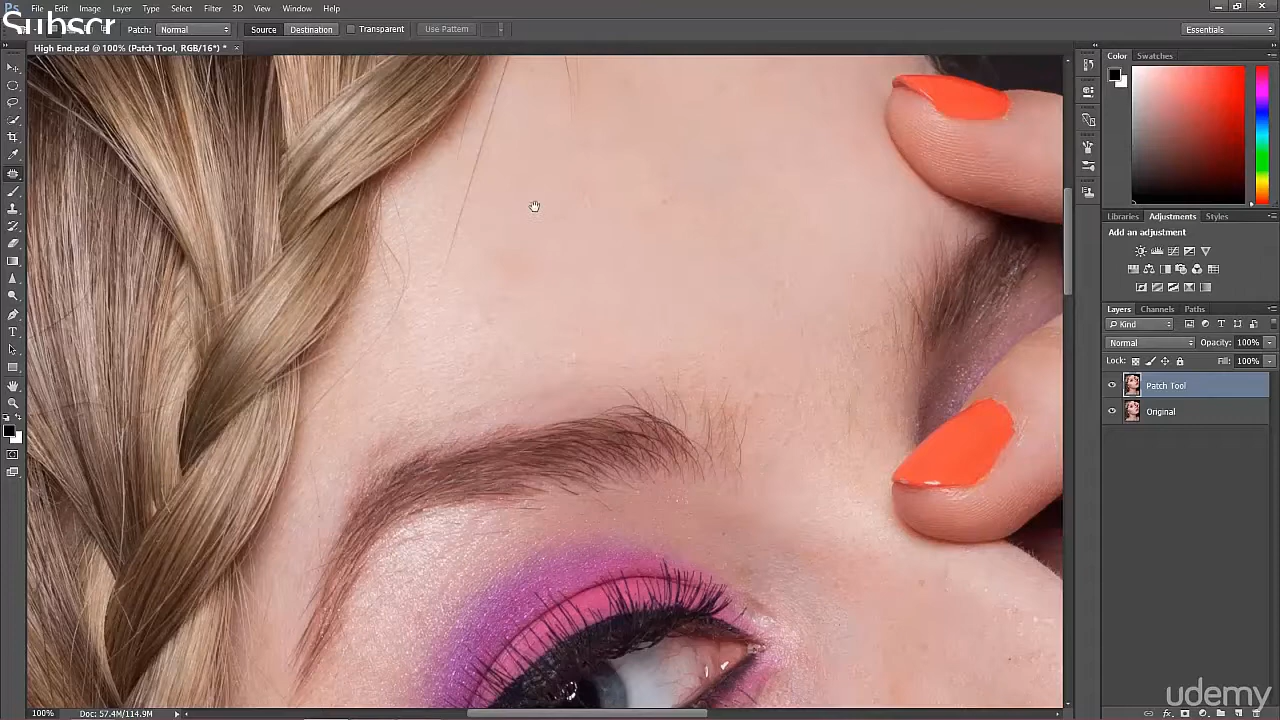 Ps File Edit Image Layer Type Select Filter 3D View Window Help
Subscr
Patch: Normal Source Destination Transparent Use Pattern Essentials
High End.psd @ 100% (Patch Tool, RGB/16*) * ×
Color Swatches
Libraries Adjustments Styles
Add an adjustment
Layers Channels Paths
Kind
Normal Opacity: 100%
Lock: Fill: 100%
Patch Tool
Original
udemy
100% Doc: 57.4M/114.9M